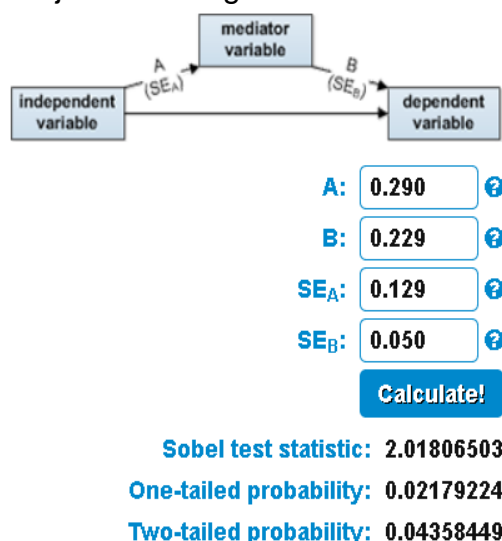 mediator
variable
A
(SEA)
B
(SEB)
independent
variable
dependent
variable
A: 0.290
B: 0.229
SEA: 0.129
SEB: 0.050
Calculate!
Sobel test statistic: 2.01806503
One-tailed probability: 0.02179224
Two-tailed probability: 0.04358449